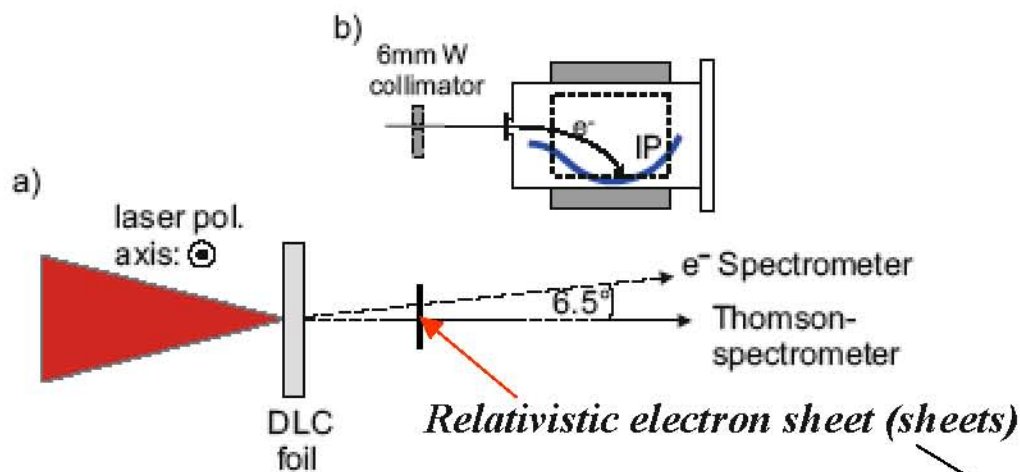 b)
6mm W
collimator
e⁻
IP
a)
laser pol.
axis:
e⁻ Spectrometer
6.5°
Thomson-
spectrometer
Relativistic electron sheet (sheets)
DLC
foil